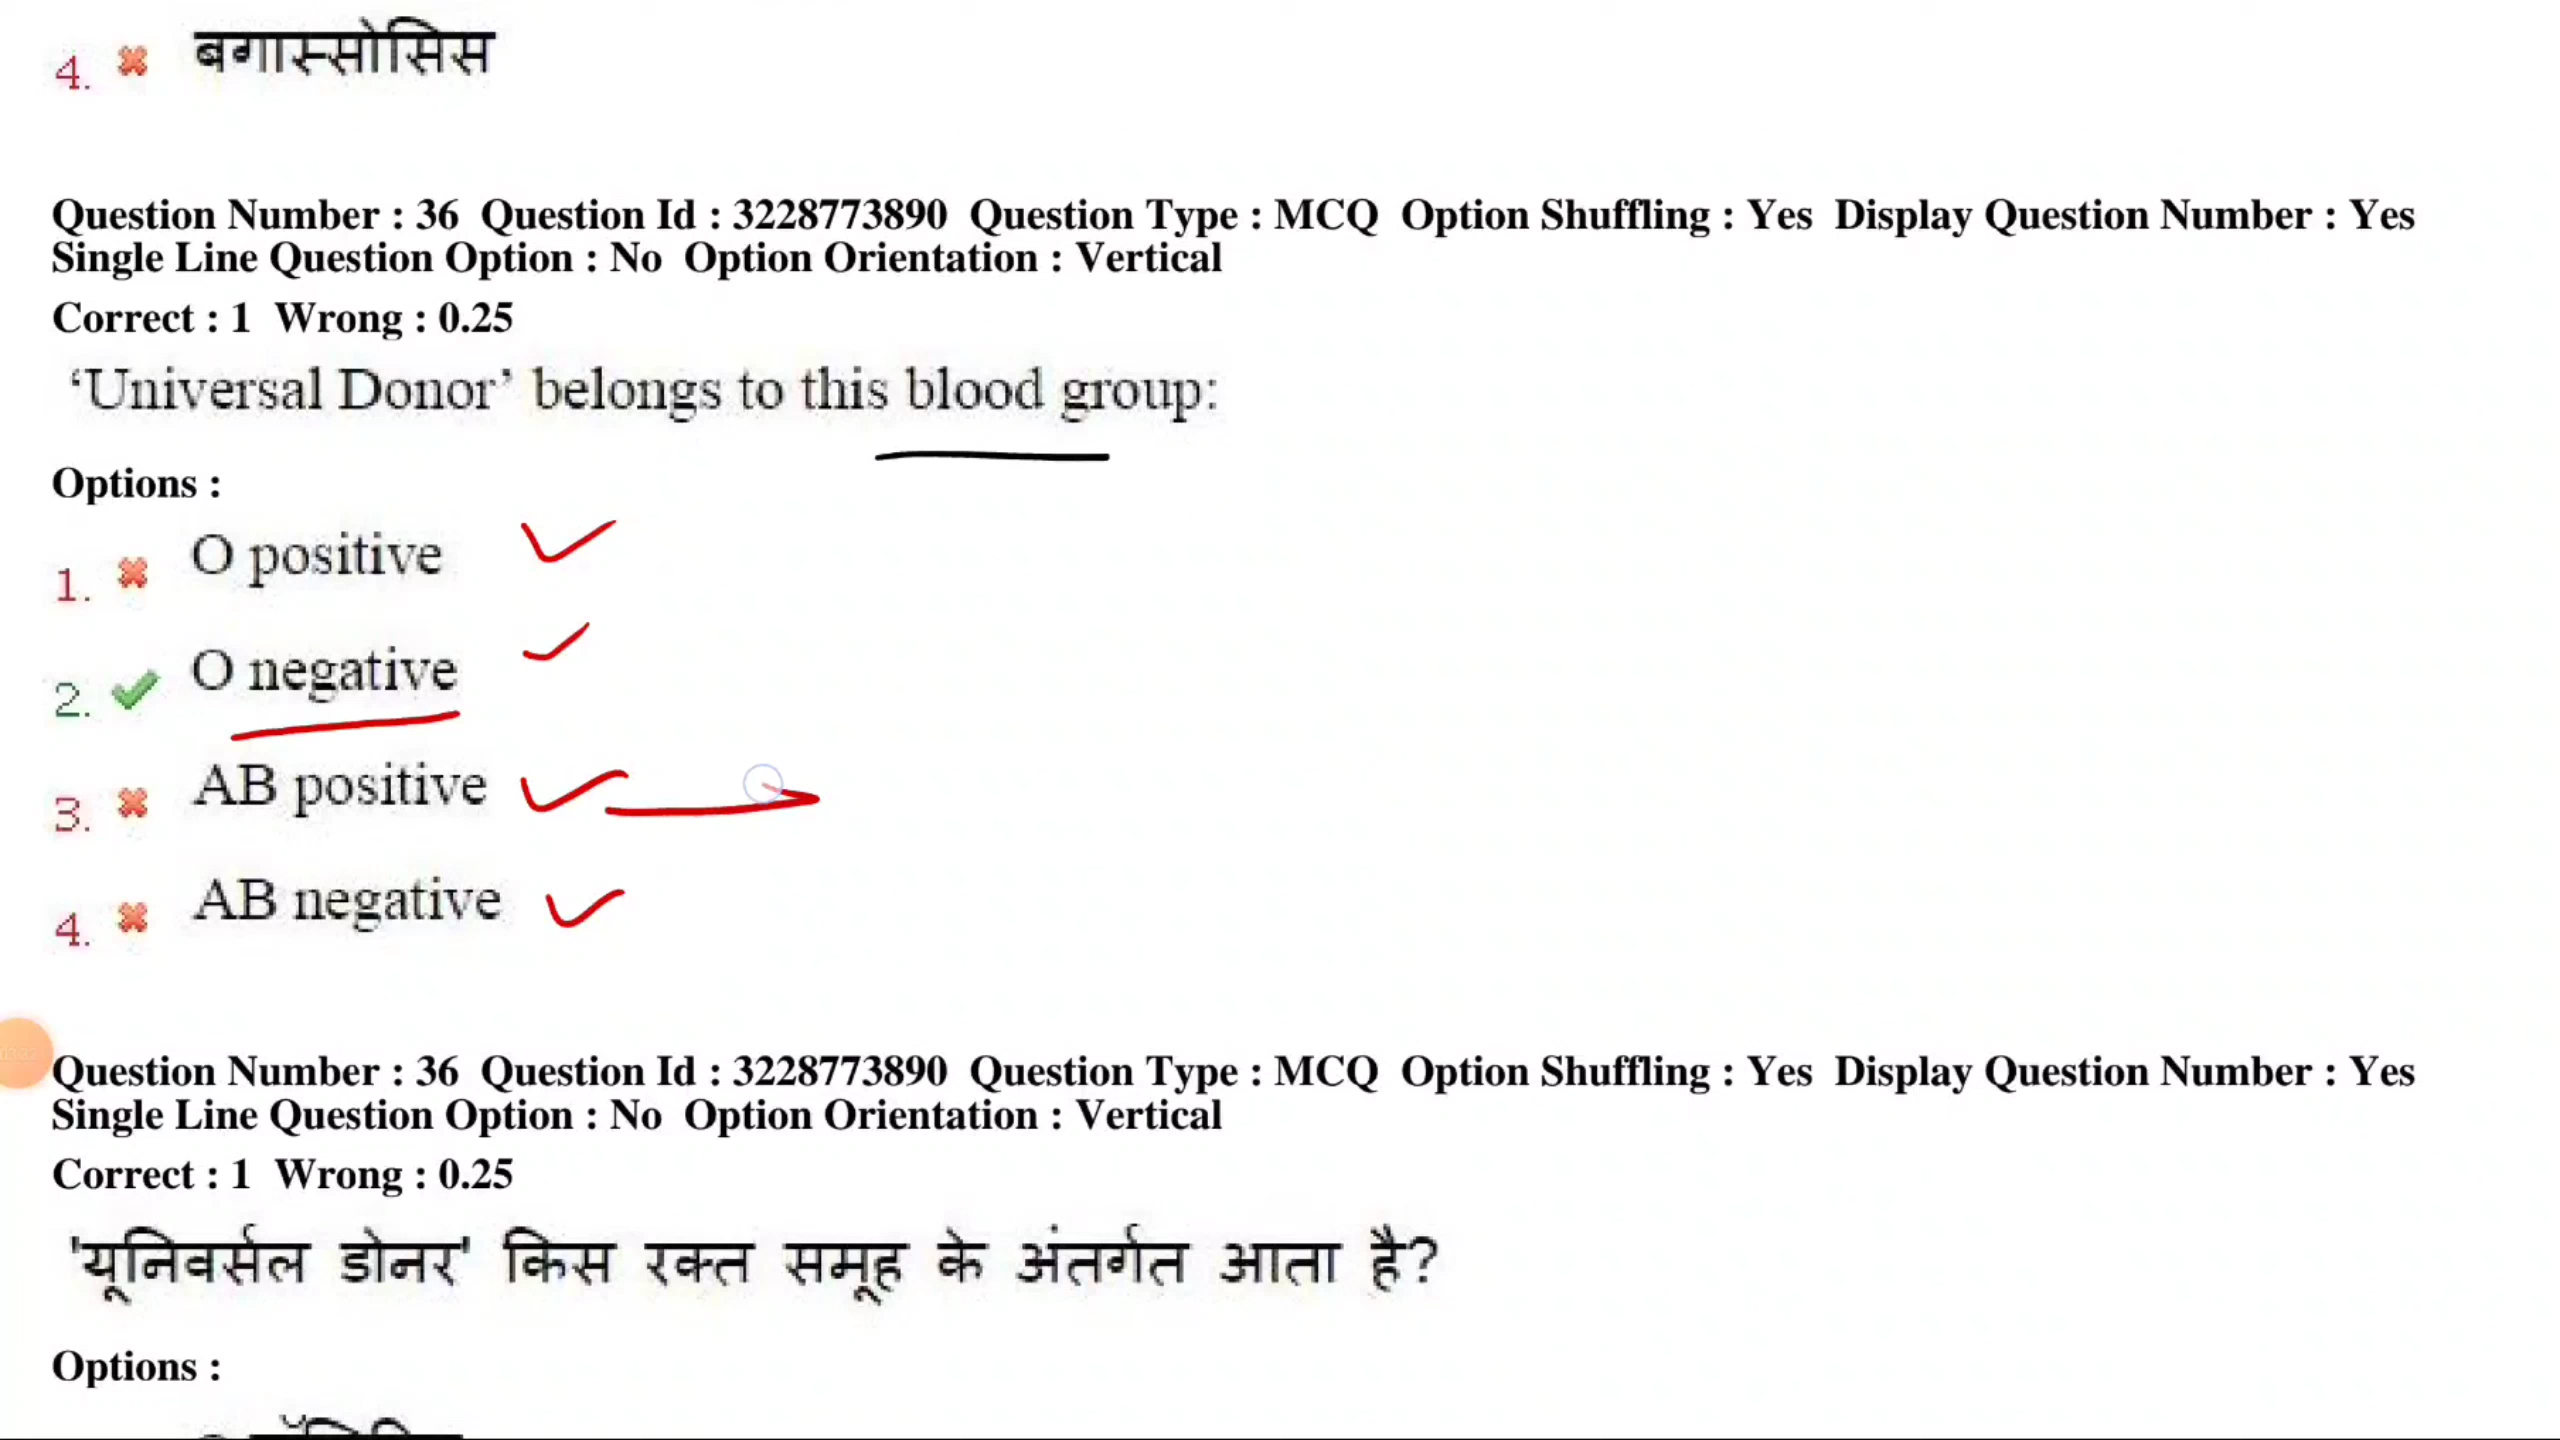 4. बगास्सोसिस
Question Number : 36 Question Id : 3228773890 Question Type : MCQ Option Shuffling : Yes Display Question Number : Yes
Single Line Question Option : No Option Orientation : Vertical
Correct : 1 Wrong : 0.25
‘Universal Donor’ belongs to this blood group:
Options :
1. O positive
2. O negative
3. AB positive
4. AB negative
Question Number : 36 Question Id : 3228773890 Question Type : MCQ Option Shuffling : Yes Display Question Number : Yes
Single Line Question Option : No Option Orientation : Vertical
Correct : 1 Wrong : 0.25
'यूनिवर्सल डोनर' किस रक्त समूह के अंतर्गत आता है?
Options :